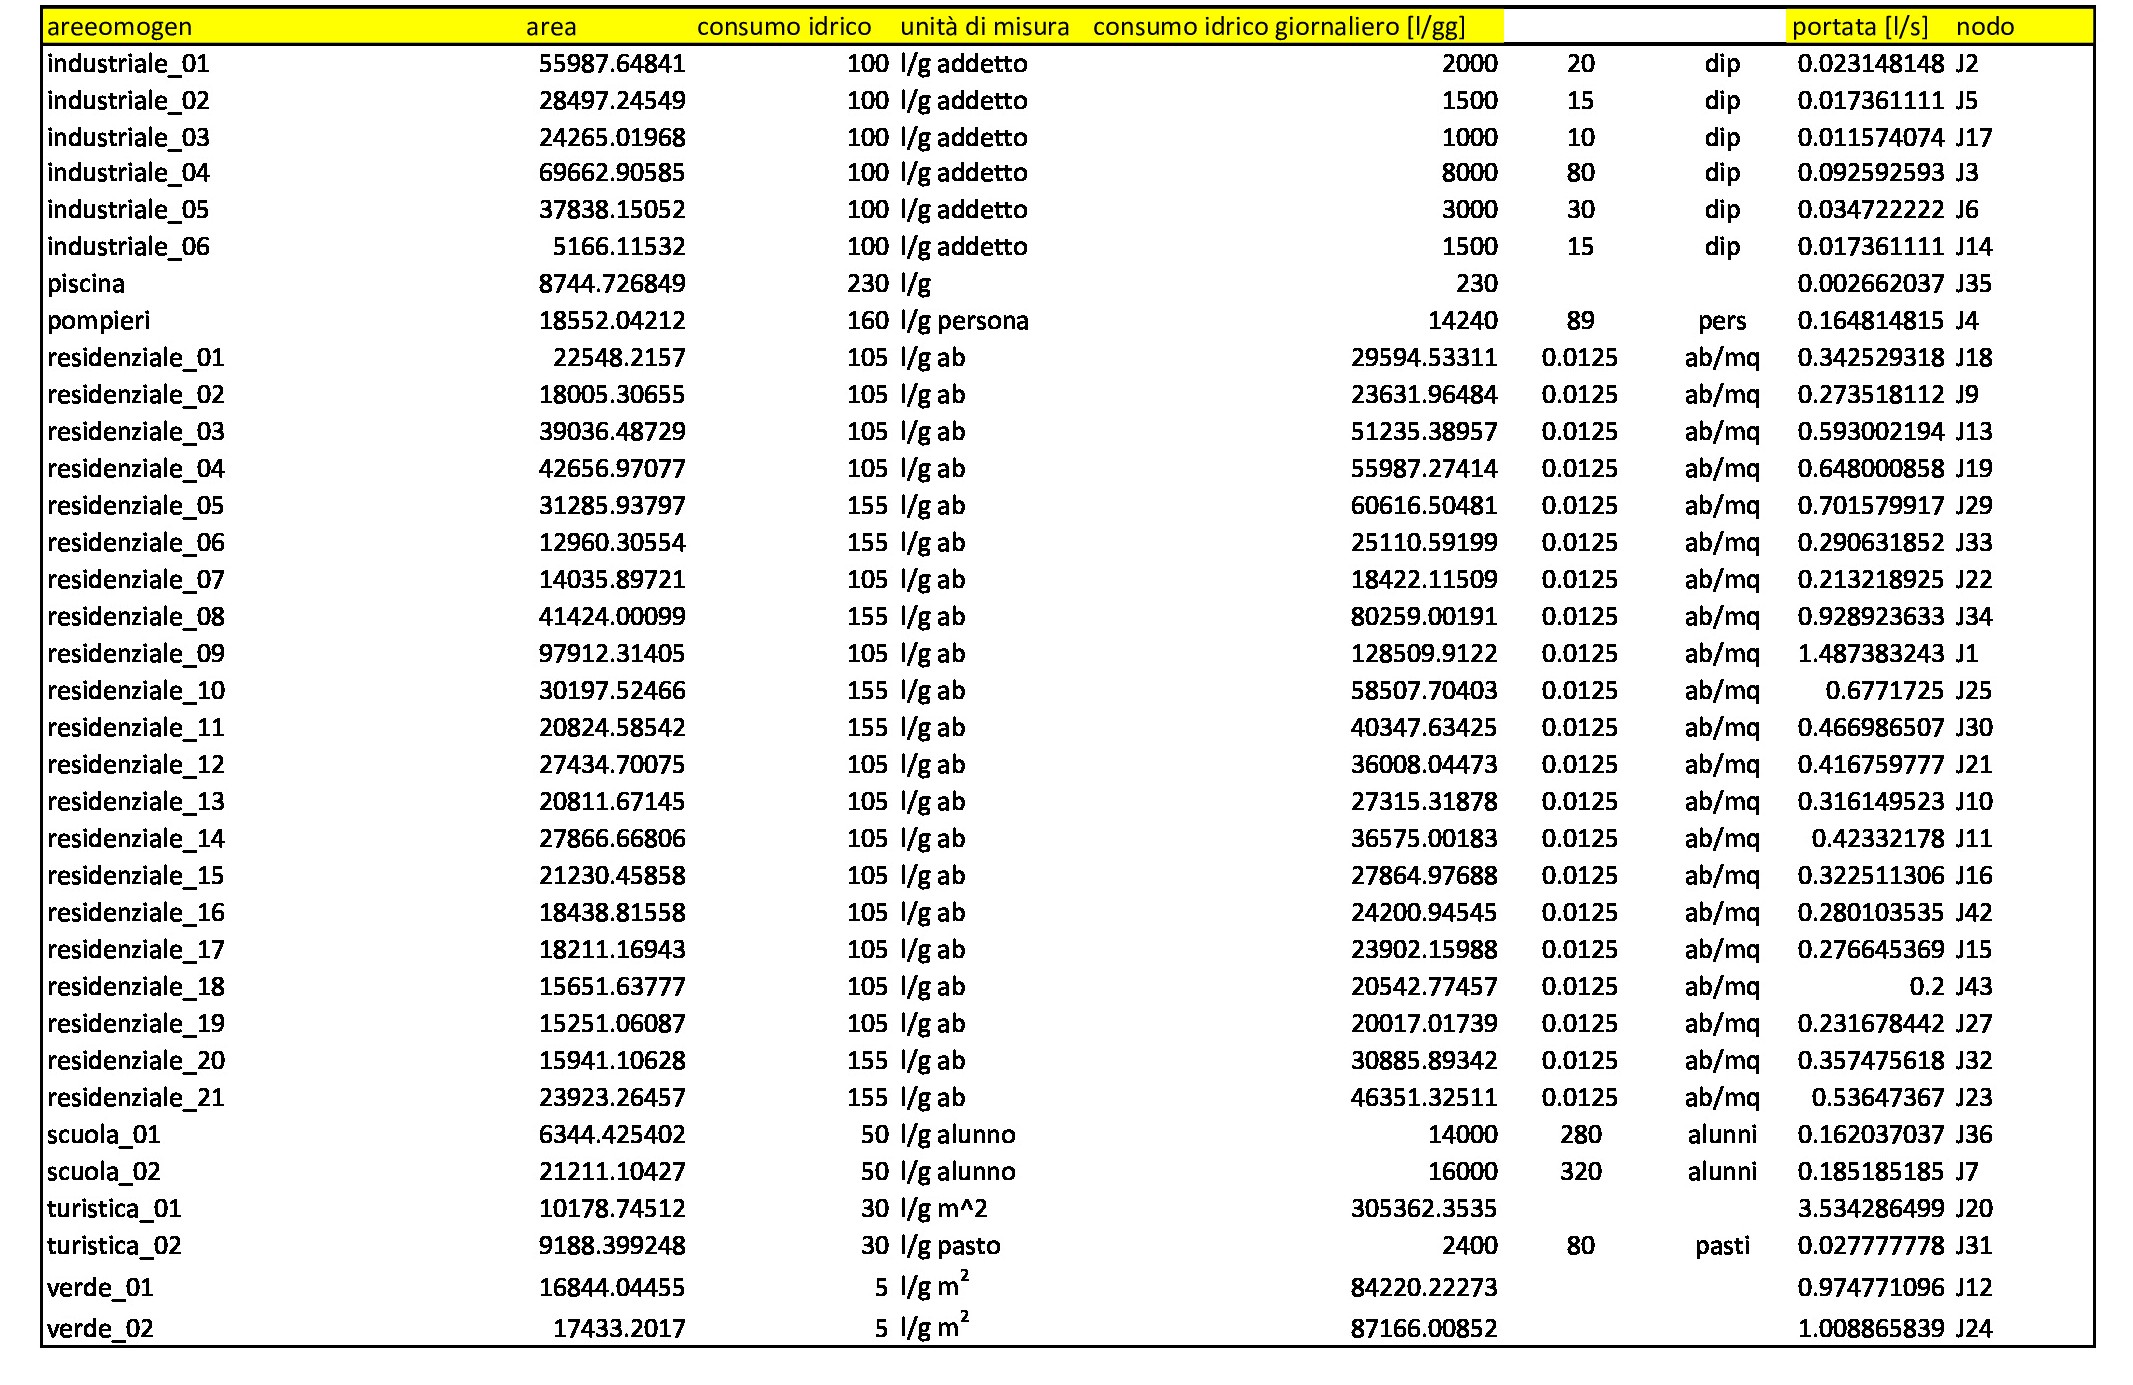 areeomogen area consumo idrico unità di misura consumo idrico giornaliero [l/gg] portata [l/s] nodo
industriale_01 55987.64841 100 l/g addetto 2000 20 dip 0.023148148 J2
industriale_02 28497.24549 100 l/g addetto 1500 15 dip 0.017361111 J5
industriale_03 24265.01968 100 l/g addetto 1000 10 dip 0.011574074 J17
industriale_04 69662.90585 100 l/g addetto 8000 80 dip 0.092592593 J3
industriale_05 37838.15052 100 l/g addetto 3000 30 dip 0.034722222 J6
industriale_06 5166.11532 100 l/g addetto 1500 15 dip 0.017361111 J14
piscina 8744.726849 230 l/g 230 0.002662037 J35
pompieri 18552.04212 160 l/g persona 14240 89 pers 0.164814815 J4
residenziale_01 22548.2157 105 l/g ab 29594.53311 0.0125 ab/mq 0.342529318 J18
residenziale_02 18005.30655 105 l/g ab 23631.96484 0.0125 ab/mq 0.273518112 J9
residenziale_03 39036.48729 105 l/g ab 51235.38957 0.0125 ab/mq 0.593002194 J13
residenziale_04 42656.97077 105 l/g ab 55987.27414 0.0125 ab/mq 0.648000858 J19
residenziale_05 31285.93797 155 l/g ab 60616.50481 0.0125 ab/mq 0.701579917 J29
residenziale_06 12960.30554 155 l/g ab 25110.59199 0.0125 ab/mq 0.290631852 J33
residenziale_07 14035.89721 105 l/g ab 18422.11509 0.0125 ab/mq 0.213218925 J22
residenziale_08 41424.00099 155 l/g ab 80259.00191 0.0125 ab/mq 0.928923633 J34
residenziale_09 97912.31405 105 l/g ab 128509.9122 0.0125 ab/mq 1.487383243 J1
residenziale_10 30197.52466 155 l/g ab 58507.70403 0.0125 ab/mq 0.6771725 J25
residenziale_11 20824.58542 155 l/g ab 40347.63425 0.0125 ab/mq 0.466986507 J30
residenziale_12 27434.70075 105 l/g ab 36008.04473 0.0125 ab/mq 0.416759777 J21
residenziale_13 20811.67145 105 l/g ab 27315.31878 0.0125 ab/mq 0.316149523 J10
residenziale_14 27866.66806 105 l/g ab 36575.00183 0.0125 ab/mq 0.42332178 J11
residenziale_15 21230.45858 105 l/g ab 27864.97688 0.0125 ab/mq 0.322511306 J16
residenziale_16 18438.81558 105 l/g ab 24200.94545 0.0125 ab/mq 0.280103535 J42
residenziale_17 18211.16943 105 l/g ab 23902.15988 0.0125 ab/mq 0.276645369 J15
residenziale_18 15651.63777 105 l/g ab 20542.77457 0.0125 ab/mq 0.2 J43
residenziale_19 15251.06087 105 l/g ab 20017.01739 0.0125 ab/mq 0.231678442 J27
residenziale_20 15941.10628 155 l/g ab 30885.89342 0.0125 ab/mq 0.357475618 J32
residenziale_21 23923.26457 155 l/g ab 46351.32511 0.0125 ab/mq 0.53647367 J23
scuola_01 6344.425402 50 l/g alunno 14000 280 alunni 0.162037037 J36
scuola_02 21211.10427 50 l/g alunno 16000 320 alunni 0.185185185 J7
turistica_01 10178.74512 30 l/g m^2 305362.3535 3.534286499 J20
turistica_02 9188.399248 30 l/g pasto 2400 80 pasti 0.027777778 J31
verde_01 16844.04455 5 l/g m² 84220.22273 0.974771096 J12
verde_02 17433.2017 5 l/g m² 87166.00852 1.008865839 J24